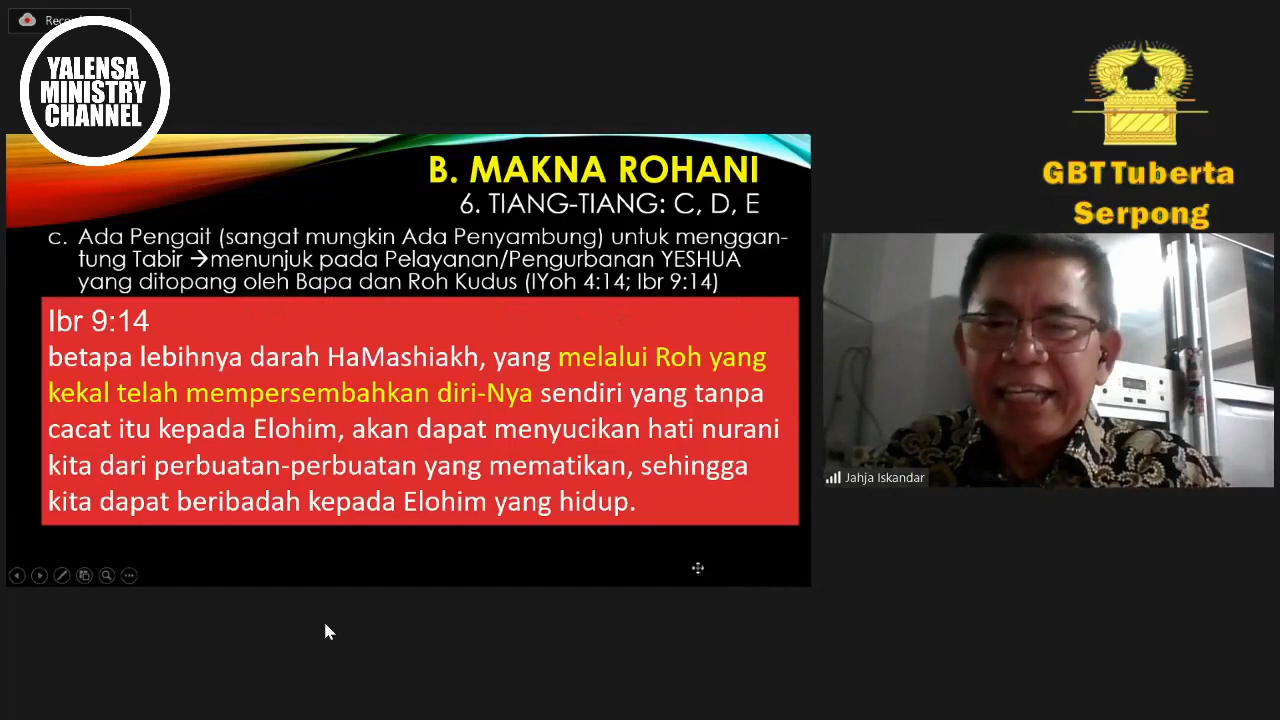 YALENSA
MINISTRY
CHANNEL
GBT Tuberta
Serpong
B. MAKNA ROHANI
6. TIANG-TIANG: C, D, E
c. Ada Pengait (sangat mungkin Ada Penyambung) untuk menggan-
tung Tabir →menunjuk pada Pelayanan/Pengurbanan YESHUA
yang ditopang oleh Bapa dan Roh Kudus (IYoh 4:14; Ibr 9:14)
Ibr 9:14
betapa lebihnya darah HaMashiakh, yang melalui Roh yang
kekal telah mempersembahkan diri-Nya sendiri yang tanpa
cacat itu kepada Elohim, akan dapat menyucikan hati nurani
kita dari perbuatan-perbuatan yang mematikan, sehingga
kita dapat beribadah kepada Elohim yang hidup.
Jahja Iskandar